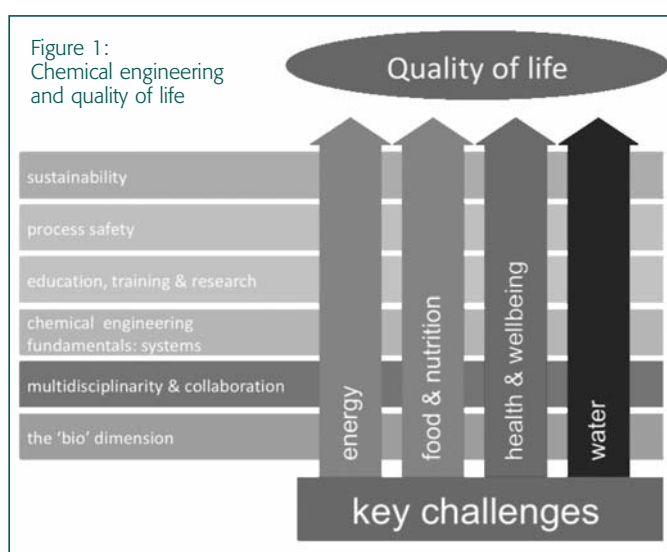 Figure 1:
Chemical engineering
and quality of life
Quality of life
sustainability
process safety
education, training & research
chemical engineering
fundamentals: systems
multidisciplinarity & collaboration
the 'bio' dimension
energy
food & nutrition
health & wellbeing
water
key challenges